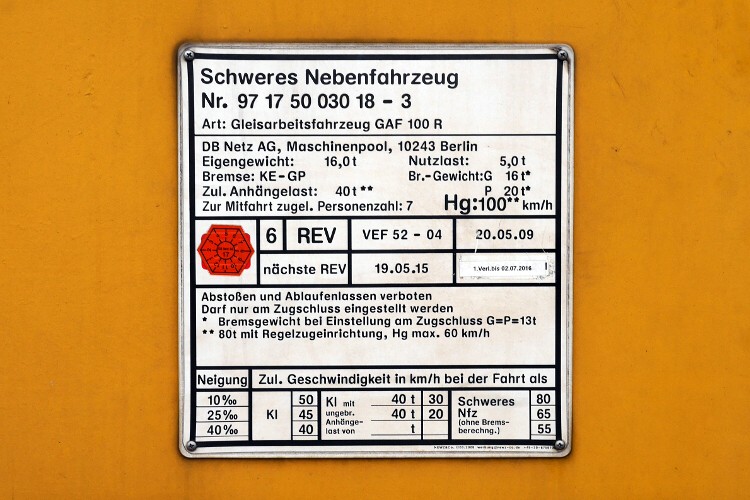 Schweres Nebenfahrzeug
Nr. 97 17 50 030 18 - 3
Art: Gleisarbeitsfahrzeug GAF 100 R
DB Netz AG, Maschinenpool, 10243 Berlin
Eigengewicht: 16,0 t Nutzlast: 5,0 t
Bremse: KE-GP Br.-Gewicht: G 16 t*
Zul. Anhängelast: 40 t ** P 20 t*
Zur Mitfahrt zugel. Personenzahl: 7 Hg: 100** km/h
6 REV VEF 52 - 04 20.05.09
nächste REV 19.05.15 1.Verl.bis 02.07.2016
Abstoßen und Ablaufenlassen verboten
Darf nur am Zugschluss eingestellt werden
* Bremsgewicht bei Einstellung am Zugschluss G=P=13t
** 80t mit Regelzugeinrichtung, Hg max. 60 km/h
Neigung Zul. Geschwindigkeit in km/h bei der Fahrt als
10‰ Kl 50 Kl mit 40 t 30 Schweres 80
25‰ 45 ungebr. 40 t 20 Nfz 65
40‰ 40 Anhänge- last von t (ohne Brems- berechng.) 55